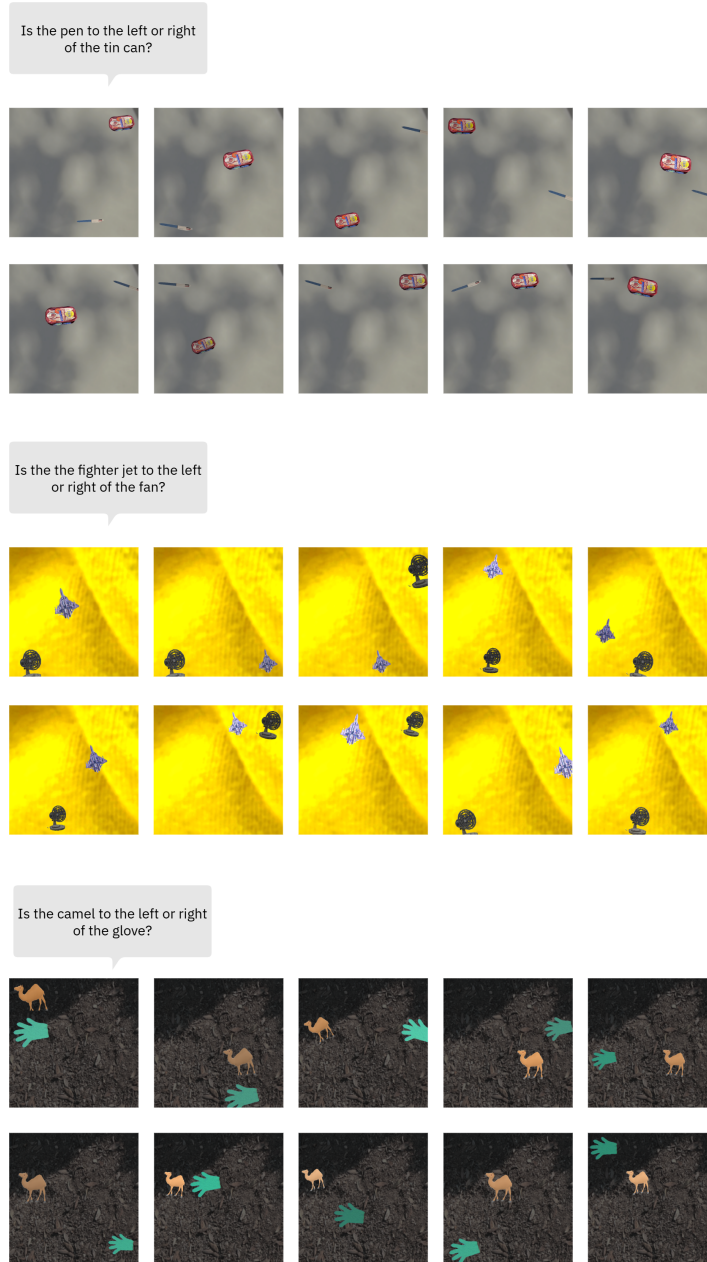 Is the pen to the left or right
of the tin can?
Is the the fighter jet to the left
or right of the fan?
Is the camel to the left or right
of the glove?